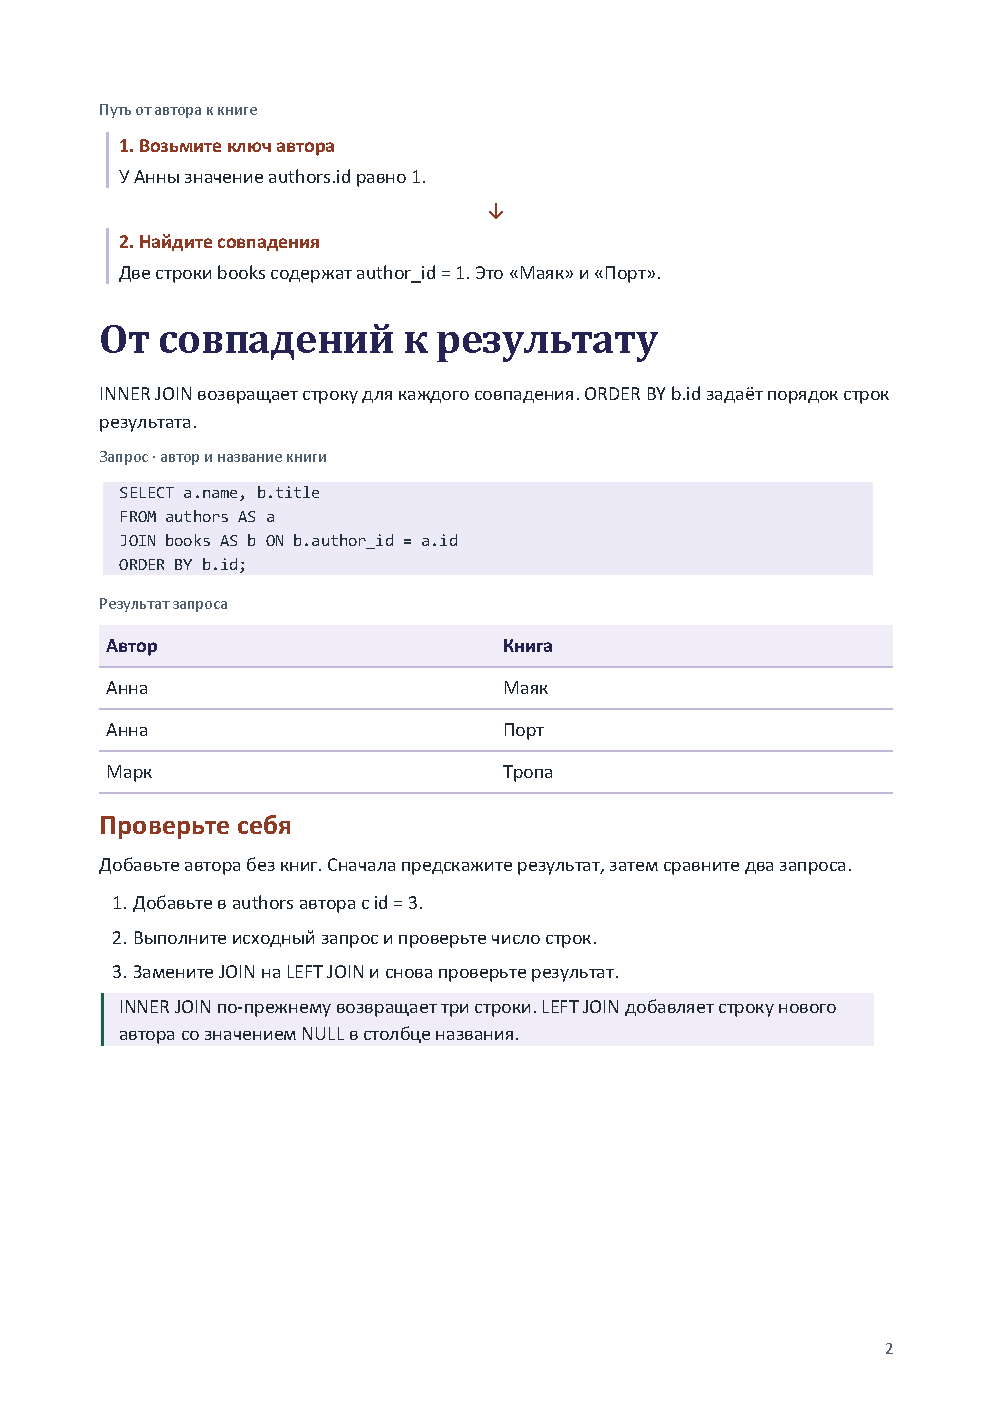 Путь от автора к книге
1. Возьмите ключ автора
У Анны значение authors.id равно 1.
↓
2. Найдите совпадения
Две строки books содержат author_id = 1. Это «Маяк» и «Порт».
От совпадений к результату
INNER JOIN возвращает строку для каждого совпадения. ORDER BY b.id задаёт порядок строк
результата.
Запрос · автор и название книги
SELECT a.name, b.title
FROM authors AS a
JOIN books AS b ON b.author_id = a.id
ORDER BY b.id;
Результат запроса
Автор Книга
Анна Маяк
Анна Порт
Марк Тропа
Проверьте себя
Добавьте автора без книг. Сначала предскажите результат, затем сравните два запроса.
1. Добавьте в authors автора с id = 3.
2. Выполните исходный запрос и проверьте число строк.
3. Замените JOIN на LEFT JOIN и снова проверьте результат.
INNER JOIN по-прежнему возвращает три строки. LEFT JOIN добавляет строку нового
автора со значением NULL в столбце названия.
2